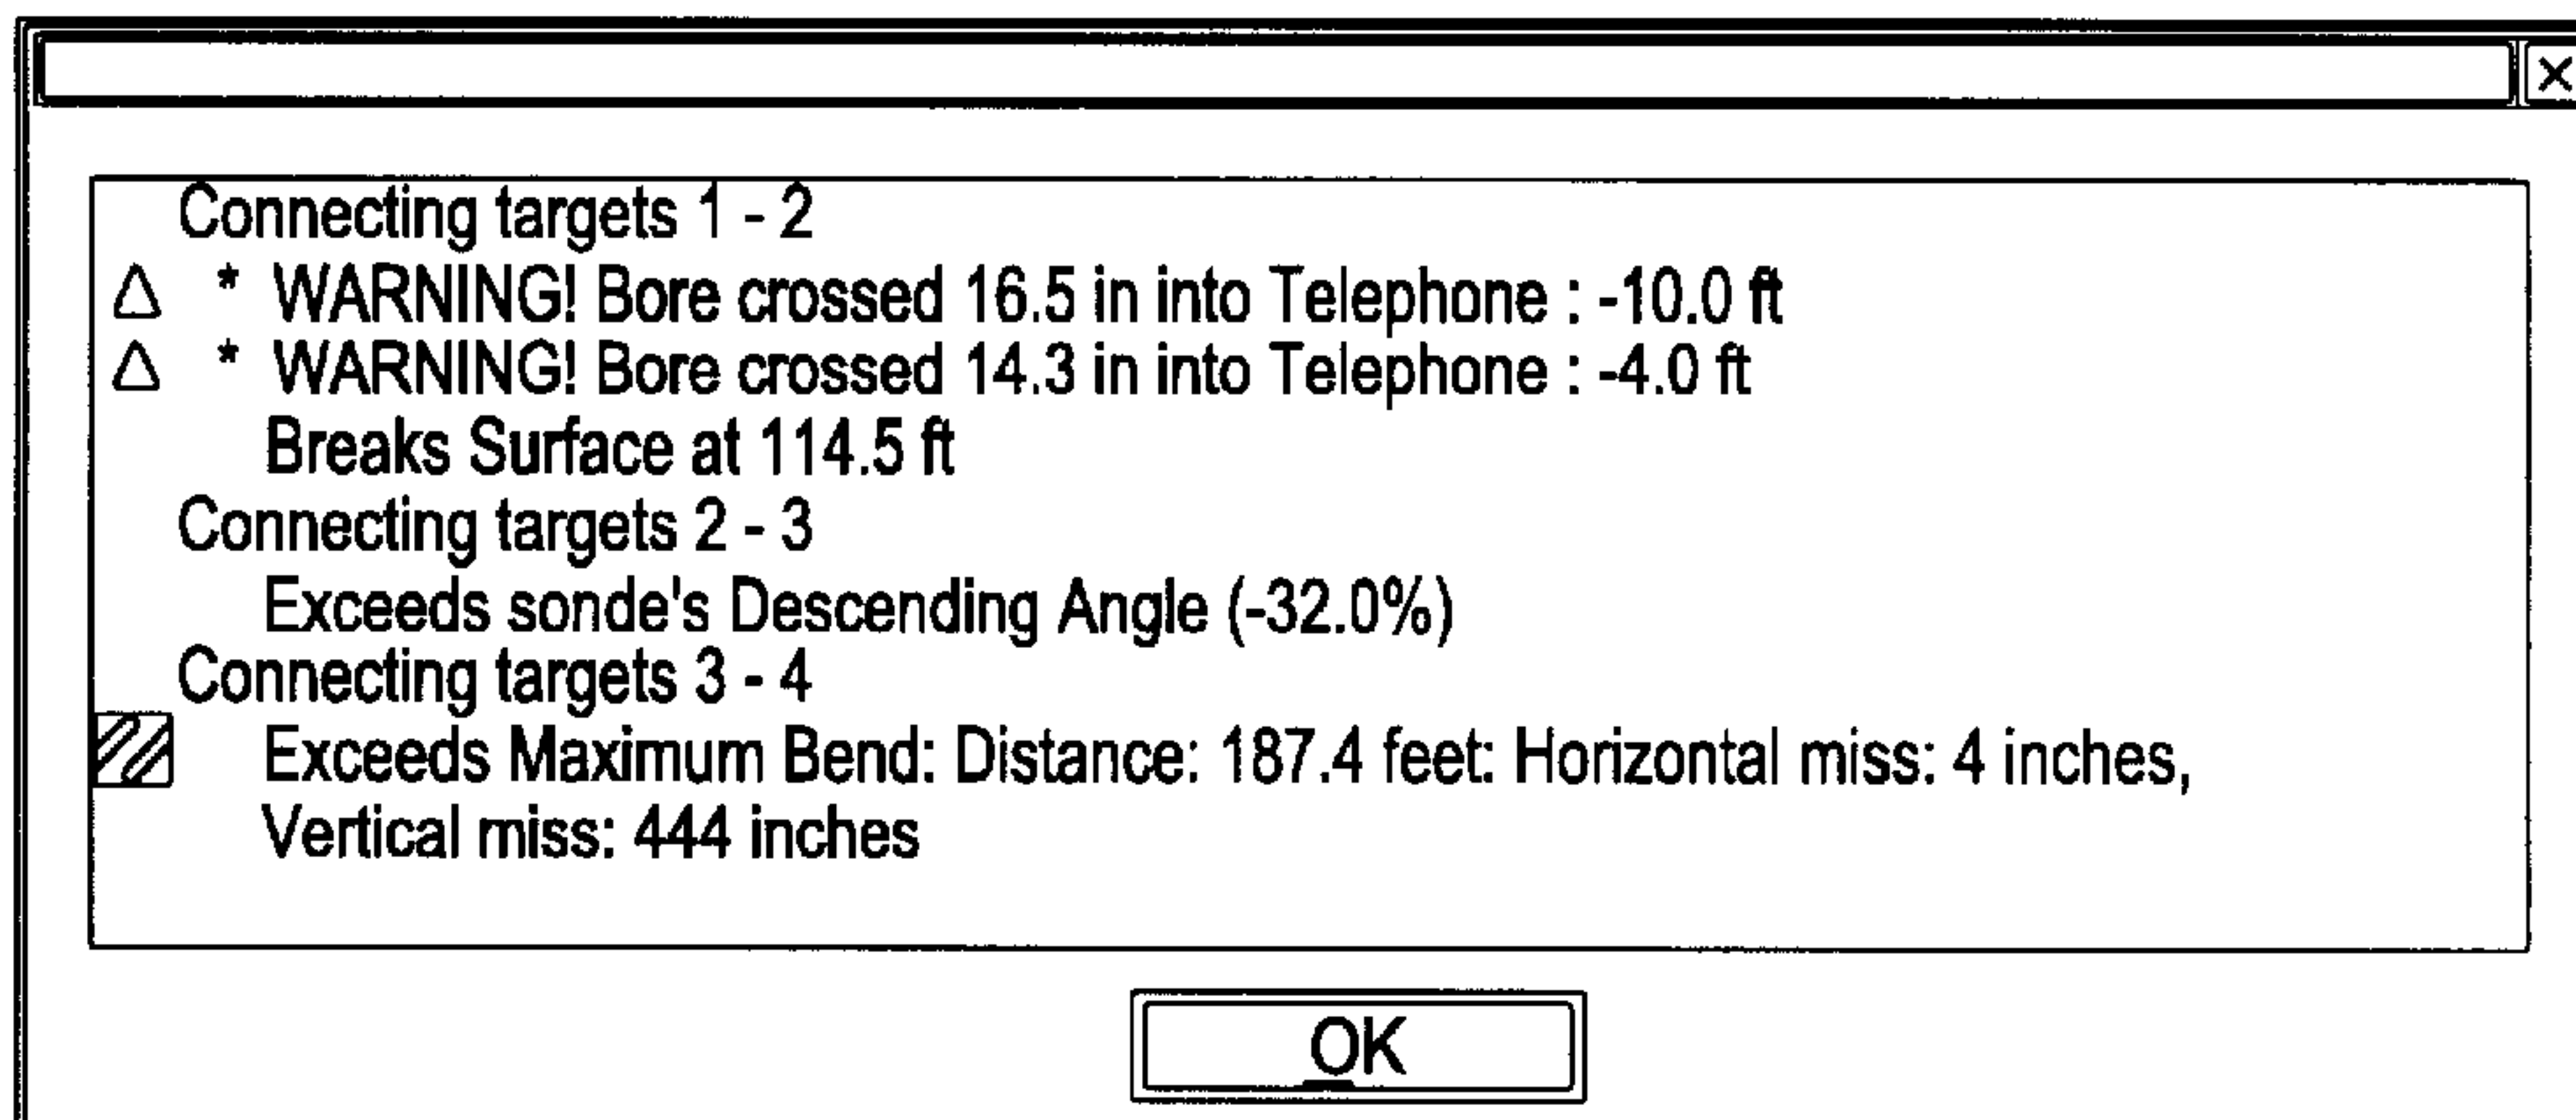 Connecting targets 1 - 2
* WARNING! Bore crossed 16.5 in into Telephone : -10.0 ft
* WARNING! Bore crossed 14.3 in into Telephone : -4.0 ft
Breaks Surface at 114.5 ft
Connecting targets 2 - 3
Exceeds sonde's Descending Angle (-32.0%)
Connecting targets 3 - 4
Exceeds Maximum Bend: Distance: 187.4 feet: Horizontal miss: 4 inches,
Vertical miss: 444 inches
OK